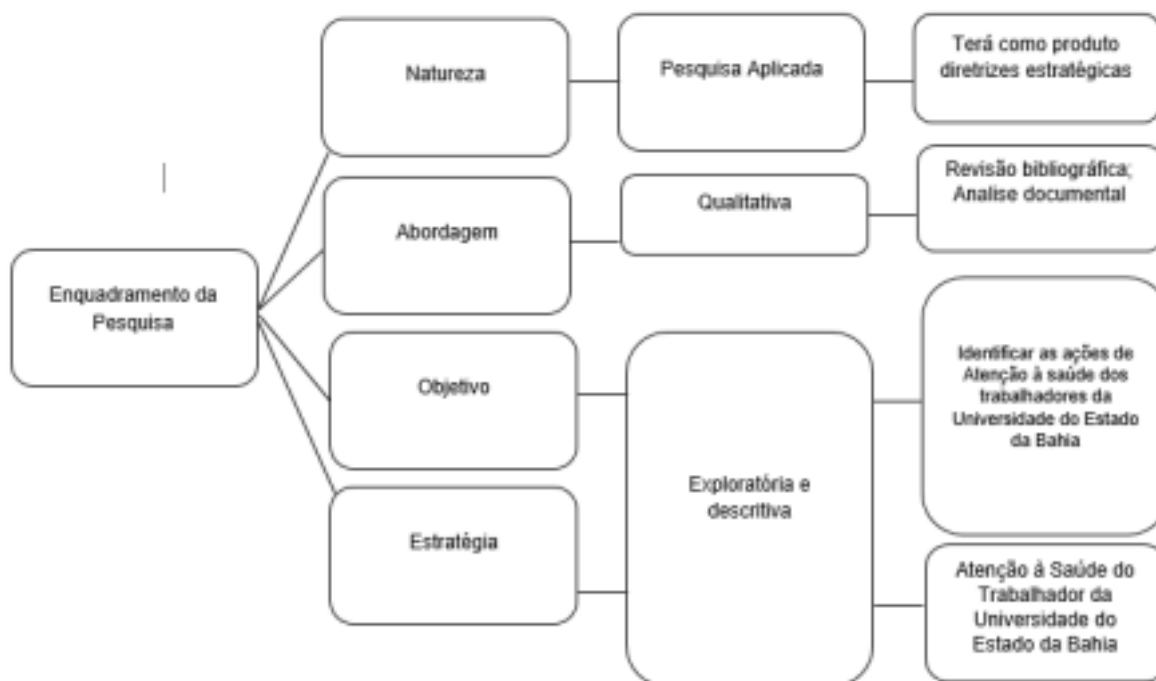 Natureza
Pesquisa Aplicada
Terá como produto
diretrizes estratégicas
Abordagem
Qualitativa
Revisão bibliográfica;
Analise documental
Enquadramento da
Pesquisa
Objetivo
Exploratória e
descritiva
Identificar as ações de
Atenção à saúde dos
trabalhadores da
Universidade do Estado
da Bahia
Estratégia
Atenção à Saúde do
Trabalhador da
Universidade do
Estado da Bahia